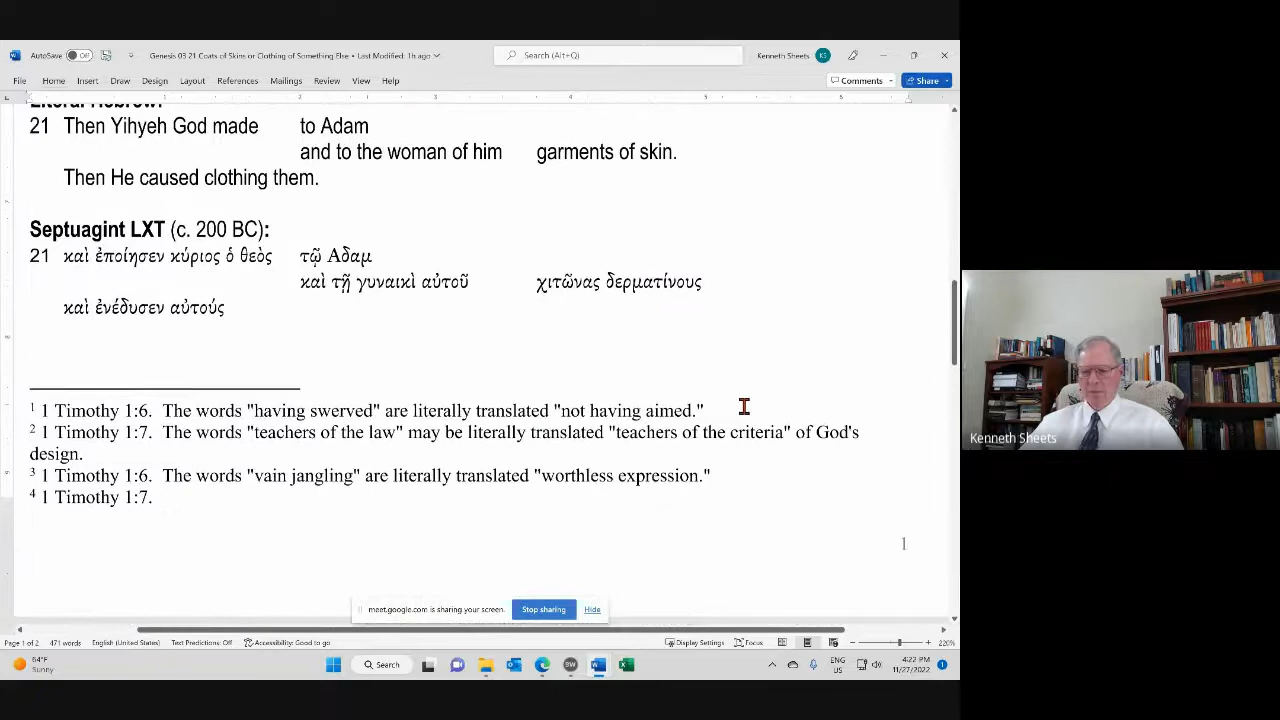 AutoSave Off Genesis 03 21 Coats of Skins or Clothing of Something Else • Last Modified: 1h ago Search (Alt+Q) Kenneth Sheets KS
File Home Insert Draw Design Layout References Mailings Review View Help Comments Share
Literal Hebrew:
21 Then Yihyeh God made to Adam
and to the woman of him garments of skin.
Then He caused clothing them.
Septuagint LXT (c. 200 BC):
21 καὶ ἐποίησεν κύριος ὁ θεὸς τῷ Αδαμ
καὶ τῇ γυναικὶ αὐτοῦ χιτῶνας δερματίνους
καὶ ἐνέδυσεν αὐτούς
1 1 Timothy 1:6. The words "having swerved" are literally translated "not having aimed."
2 1 Timothy 1:7. The words "teachers of the law" may be literally translated "teachers of the criteria" of God's
design.
3 1 Timothy 1:6. The words "vain jangling" are literally translated "worthless expression."
4 1 Timothy 1:7.
1
Kenneth Sheets
meet.google.com is sharing your screen. Stop sharing Hide
Page 1 of 2 471 words English (United States) Text Predictions: Off Accessibility: Good to go Display Settings Focus 220%
64°F
Sunny
Search
ENG
US
4:22 PM
11/27/2022